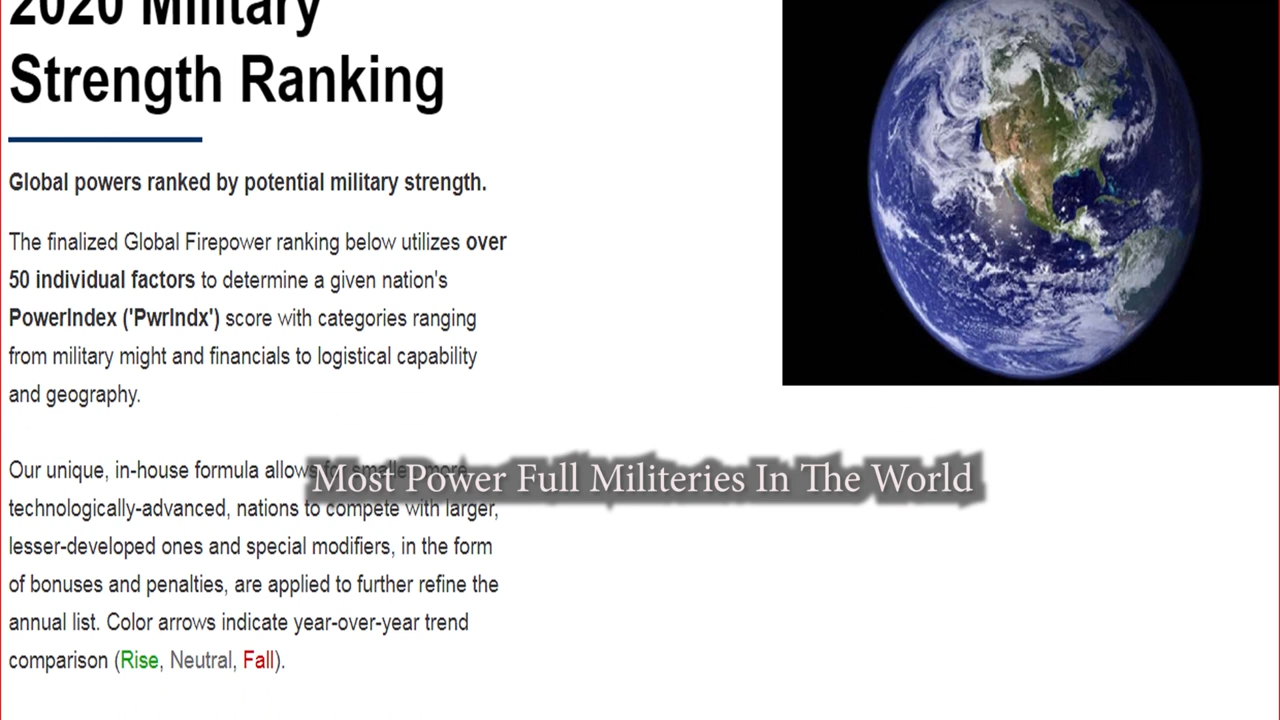 2020 Military
Strength Ranking
Global powers ranked by potential military strength.
The finalized Global Firepower ranking below utilizes over
50 individual factors to determine a given nation's
PowerIndex ('PwrIndx') score with categories ranging
from military might and financials to logistical capability
and geography.
Our unique, in-house formula allows for smaller, more
technologically-advanced, nations to compete with larger,
lesser-developed ones and special modifiers, in the form
of bonuses and penalties, are applied to further refine the
annual list. Color arrows indicate year-over-year trend
comparison (Rise, Neutral, Fall).
Most Power Full Militeries In The World